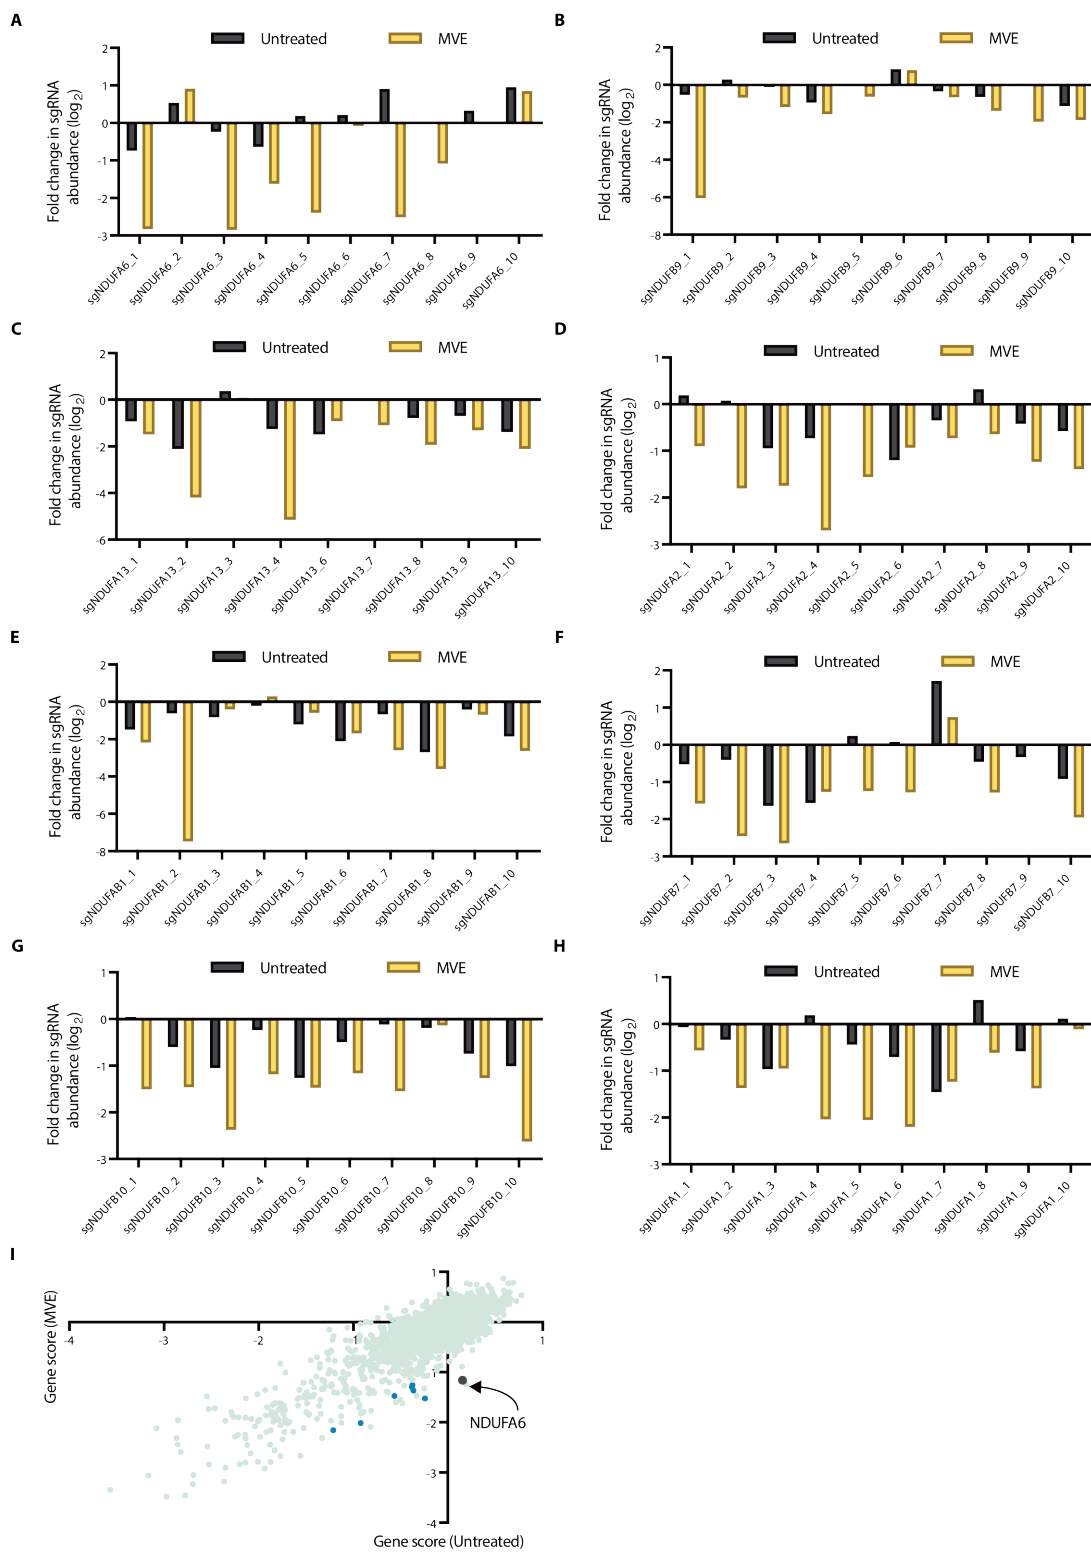 A
Untreated
MVE
Fold change in sgRNA
abundance (log2)
2
1
0
-1
-2
-3
sgNDUFA6_1
sgNDUFA6_2
sgNDUFA6_3
sgNDUFA6_4
sgNDUFA6_5
sgNDUFA6_6
sgNDUFA6_7
sgNDUFA6_8
sgNDUFA6_9
sgNDUFA6_10
B
Untreated
MVE
Fold change in sgRNA
abundance (log2)
2
0
-2
-4
-6
-8
sgNDUFB9_1
sgNDUFB9_2
sgNDUFB9_3
sgNDUFB9_4
sgNDUFB9_5
sgNDUFB9_6
sgNDUFB9_7
sgNDUFB9_8
sgNDUFB9_9
sgNDUFB9_10
C
Untreated
MVE
Fold change in sgRNA
abundance (log2)
2
0
-2
-4
-6
sgNDUFA13_1
sgNDUFA13_2
sgNDUFA13_3
sgNDUFA13_4
sgNDUFA13_6
sgNDUFA13_7
sgNDUFA13_8
sgNDUFA13_9
sgNDUFA13_10
D
Untreated
MVE
Fold change in sgRNA
abundance (log2)
1
0
-1
-2
-3
sgNDUFA2_1
sgNDUFA2_2
sgNDUFA2_3
sgNDUFA2_4
sgNDUFA2_5
sgNDUFA2_6
sgNDUFA2_7
sgNDUFA2_8
sgNDUFA2_9
sgNDUFA2_10
E
Untreated
MVE
Fold change in sgRNA
abundance (log2)
2
0
-2
-4
-6
-8
sgNDUFAB1_1
sgNDUFAB1_2
sgNDUFAB1_3
sgNDUFAB1_4
sgNDUFAB1_5
sgNDUFAB1_6
sgNDUFAB1_7
sgNDUFAB1_8
sgNDUFAB1_9
sgNDUFAB1_10
F
Untreated
MVE
Fold change in sgRNA
abundance (log2)
2
1
0
-1
-2
-3
sgNDUFB7_1
sgNDUFB7_2
sgNDUFB7_3
sgNDUFB7_4
sgNDUFB7_5
sgNDUFB7_6
sgNDUFB7_7
sgNDUFB7_8
sgNDUFB7_9
sgNDUFB7_10
G
Untreated
MVE
Fold change in sgRNA
abundance (log2)
1
0
-1
-2
-3
sgNDUFB10_1
sgNDUFB10_2
sgNDUFB10_3
sgNDUFB10_4
sgNDUFB10_5
sgNDUFB10_6
sgNDUFB10_7
sgNDUFB10_8
sgNDUFB10_9
sgNDUFB10_10
H
Untreated
MVE
Fold change in sgRNA
abundance (log2)
1
0
-1
-2
-3
sgNDUFA1_1
sgNDUFA1_2
sgNDUFA1_3
sgNDUFA1_4
sgNDUFA1_5
sgNDUFA1_6
sgNDUFA1_7
sgNDUFA1_8
sgNDUFA1_9
sgNDUFA1_10
I
Gene score (MVE)
1
-4
-3
-2
-1
1
-1
-2
-3
-4
NDUFA6
Gene score (Untreated)